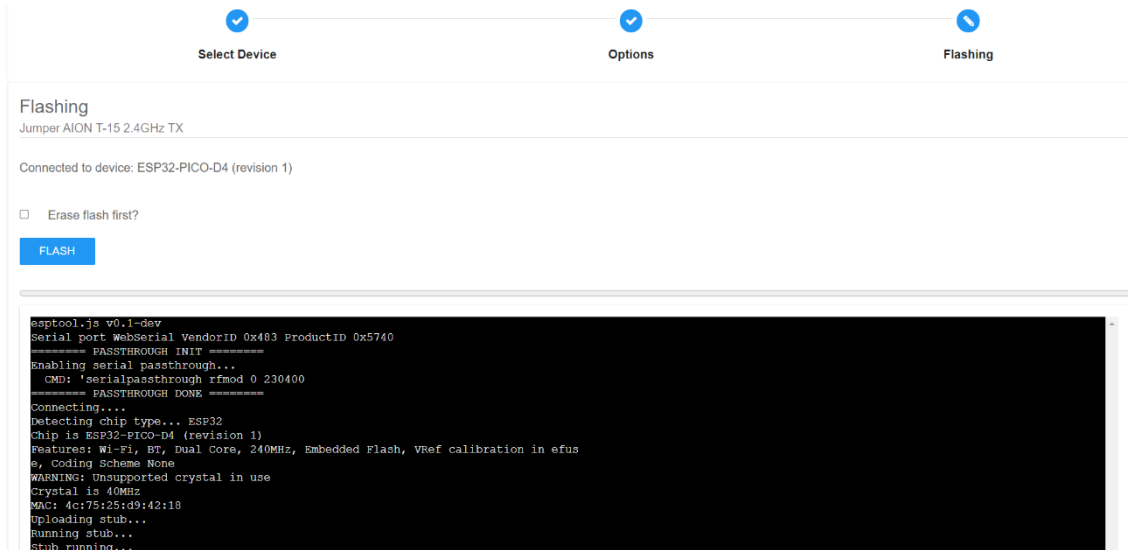 Select Device
Options
Flashing
Flashing
Jumper AION T-15 2.4GHz TX
Connected to device: ESP32-PICO-D4 (revision 1)
Erase flash first?
FLASH
esptool.js v0.1-dev
Serial port WebSerial VendorID 0x483 ProductID 0x5740
======== PASSTHROUGH INIT ========
Enabling serial passthrough...
  CMD: 'serialpassthrough rfmod 0 230400
======== PASSTHROUGH DONE ========
Connecting....
Detecting chip type... ESP32
Chip is ESP32-PICO-D4 (revision 1)
Features: Wi-Fi, BT, Dual Core, 240MHz, Embedded Flash, VRef calibration in efus
e, Coding Scheme None
WARNING: Unsupported crystal in use
Crystal is 40MHz
MAC: 4c:75:25:d9:42:18
Uploading stub...
Running stub...
Stub running...